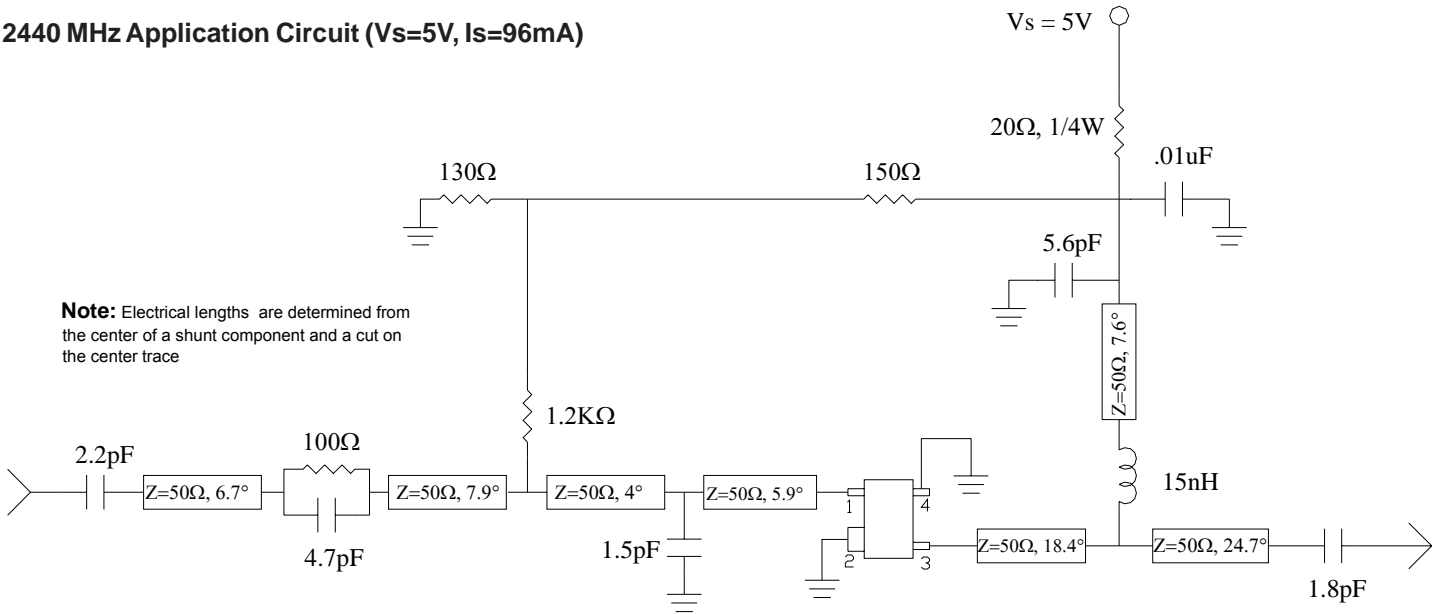 2440 MHz Application Circuit (Vs=5V, Is=96mA)
Vs = 5V
20Ω, 1/4W
.01uF
130Ω
150Ω
5.6pF
Note: Electrical lengths are determined from
the center of a shunt component and a cut on
the center trace
Z=50Ω, 7.6°
1.2KΩ
100Ω
2.2pF
15nH
Z=50Ω, 6.7°
Z=50Ω, 7.9°
Z=50Ω, 4°
Z=50Ω, 5.9°
1
4
4.7pF
1.5pF
2
3
Z=50Ω, 18.4°
Z=50Ω, 24.7°
1.8pF